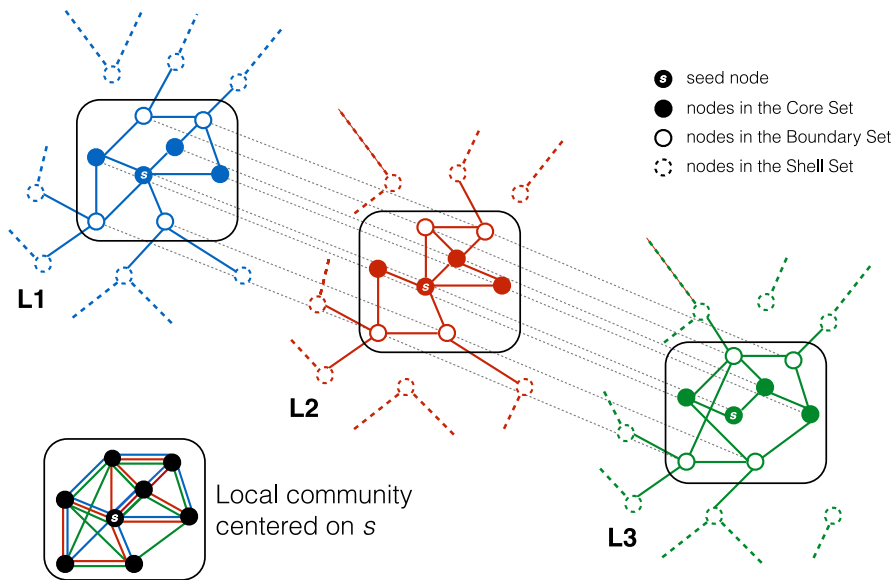 s seed node
nodes in the Core Set
nodes in the Boundary Set
nodes in the Shell Set
s
L1
s
L2
s
L3
s
Local community
centered on s